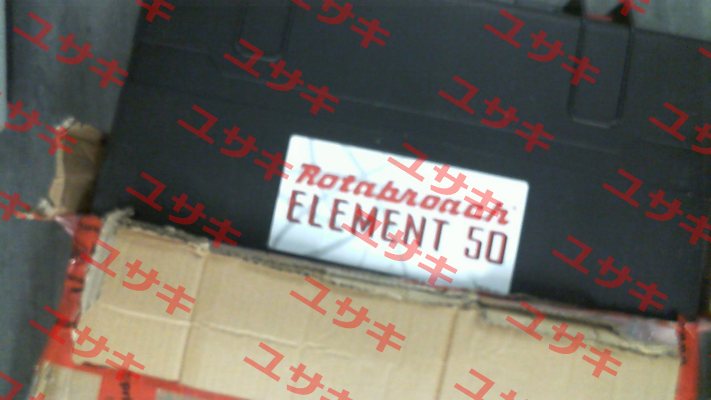 Rotabroach
ELEMENT 50
ユサキ